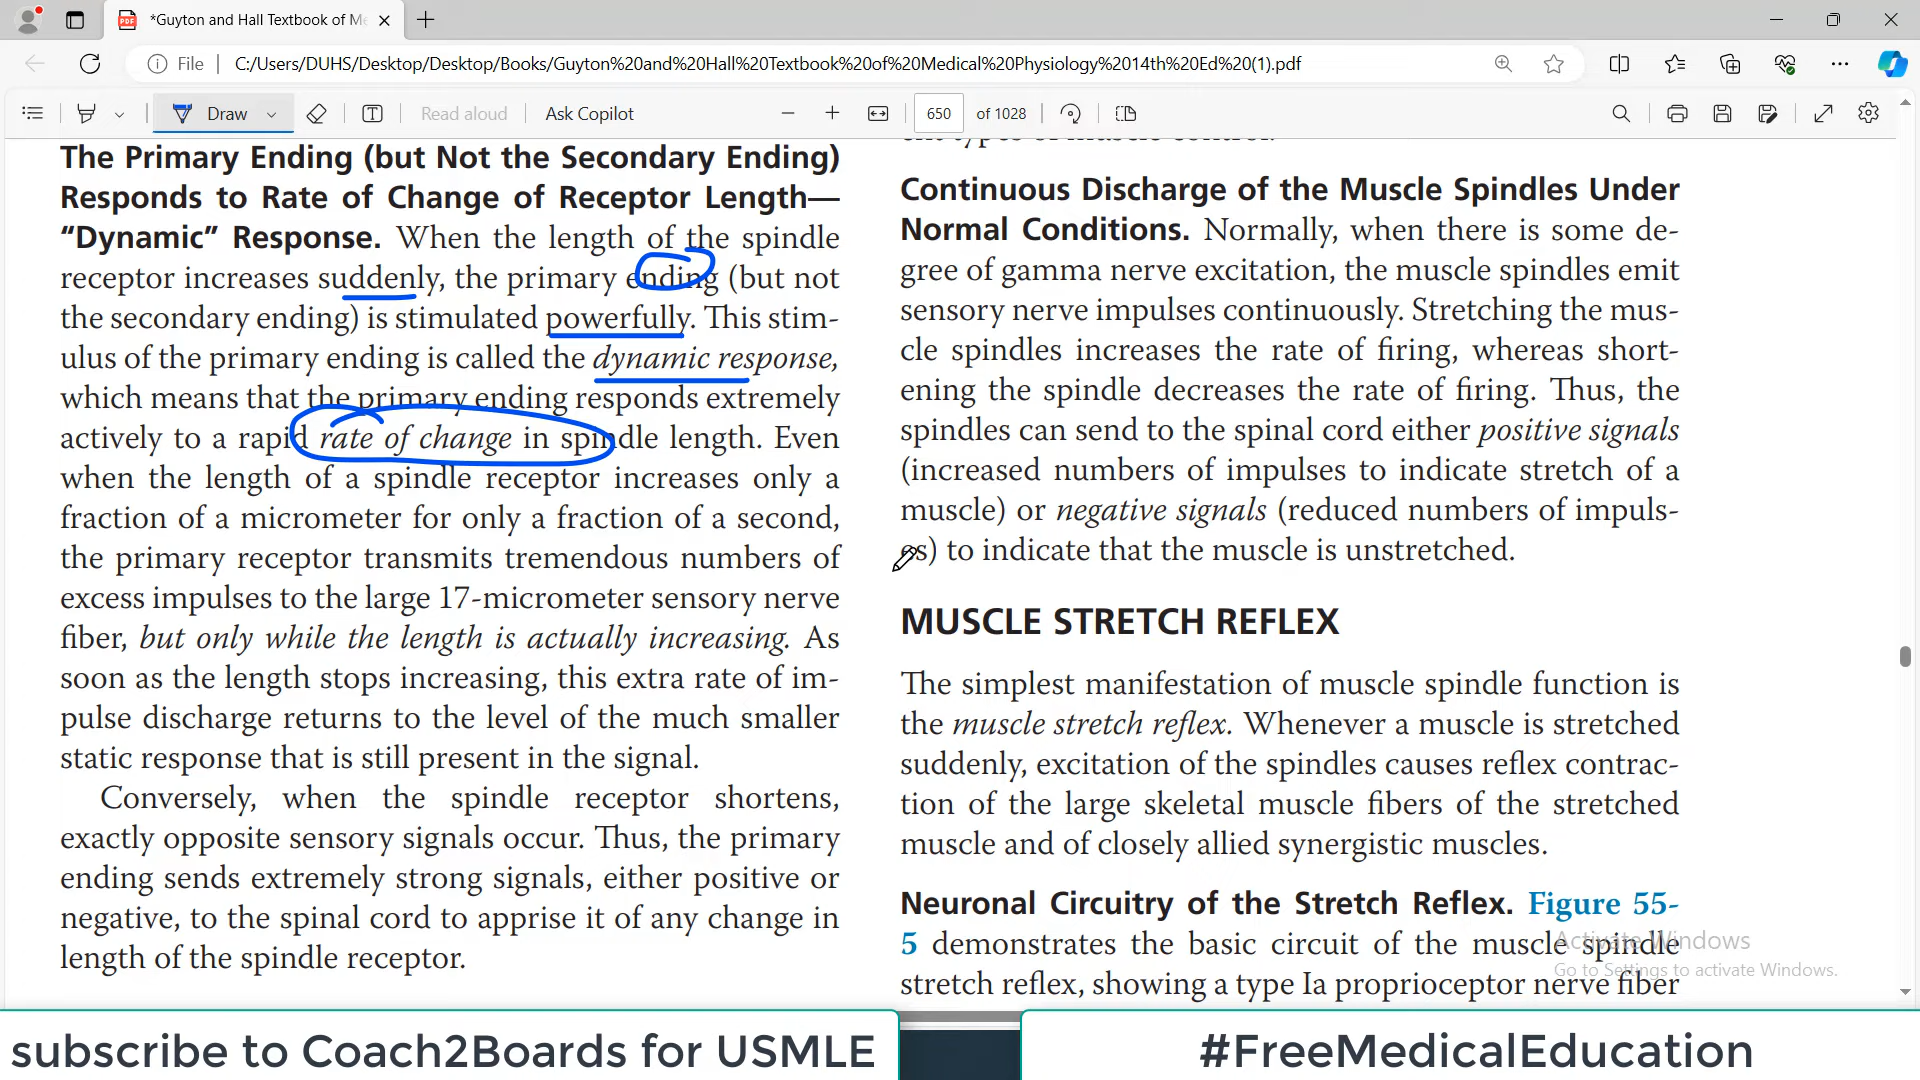 *Guyton and Hall Textbook of Me
File
C:/Users/DUHS/Desktop/Desktop/Books/Guyton%20and%20Hall%20Textbook%20of%20Medical%20Physiology%2014th%20Ed%20(1).pdf
Draw
Read aloud
Ask Copilot
650 of 1028
The Primary Ending (but Not the Secondary Ending)
Responds to Rate of Change of Receptor Length—
“Dynamic” Response. When the length of the spindle
receptor increases suddenly, the primary ending (but not
the secondary ending) is stimulated powerfully. This stim-
ulus of the primary ending is called the dynamic response,
which means that the primary ending responds extremely
actively to a rapid rate of change in spindle length. Even
when the length of a spindle receptor increases only a
fraction of a micrometer for only a fraction of a second,
the primary receptor transmits tremendous numbers of
excess impulses to the large 17-micrometer sensory nerve
fiber, but only while the length is actually increasing. As
soon as the length stops increasing, this extra rate of im-
pulse discharge returns to the level of the much smaller
static response that is still present in the signal.
Conversely, when the spindle receptor shortens,
exactly opposite sensory signals occur. Thus, the primary
ending sends extremely strong signals, either positive or
negative, to the spinal cord to apprise it of any change in
length of the spindle receptor.
Continuous Discharge of the Muscle Spindles Under
Normal Conditions. Normally, when there is some de-
gree of gamma nerve excitation, the muscle spindles emit
sensory nerve impulses continuously. Stretching the mus-
cle spindles increases the rate of firing, whereas short-
ening the spindle decreases the rate of firing. Thus, the
spindles can send to the spinal cord either positive signals
(increased numbers of impulses to indicate stretch of a
muscle) or negative signals (reduced numbers of impuls-
es) to indicate that the muscle is unstretched.
MUSCLE STRETCH REFLEX
The simplest manifestation of muscle spindle function is
the muscle stretch reflex. Whenever a muscle is stretched
suddenly, excitation of the spindles causes reflex contrac-
tion of the large skeletal muscle fibers of the stretched
muscle and of closely allied synergistic muscles.
Neuronal Circuitry of the Stretch Reflex. Figure 55-
5 demonstrates the basic circuit of the muscle spindle
stretch reflex, showing a type Ia proprioceptor nerve fiber
Activate Windows
Go to Settings to activate Windows.
subscribe to Coach2Boards for USMLE
#FreeMedicalEducation